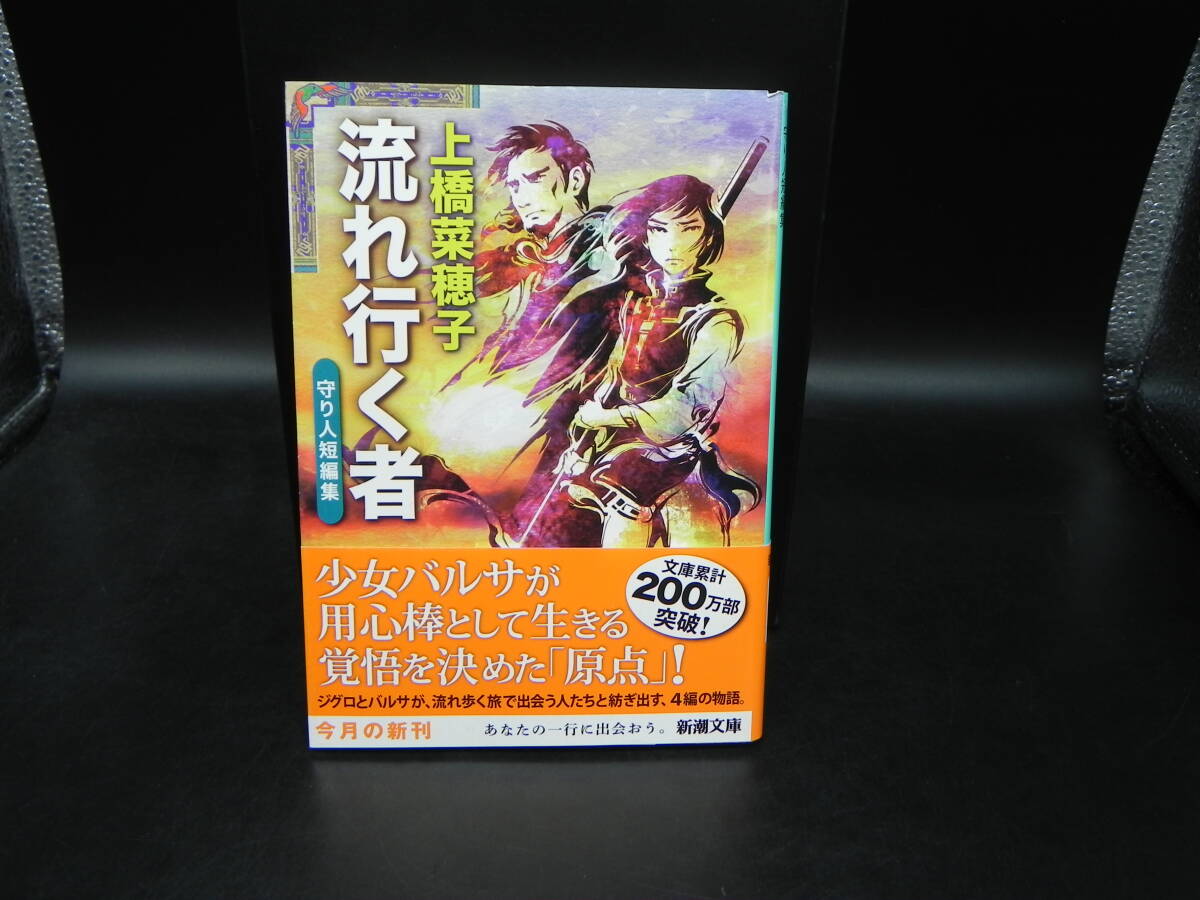 上橋菜穂子
流れ行く者
守り人短編集
少女バルサが
用心棒として生きる
覚悟を決めた「原点」!
文庫累計
200万部
突破!
ジグロとバルサが、流れ歩く旅で出会う人たちと紡ぎ出す、4編の物語。
今月の新刊
あなたの一行に出会おう。
新潮文庫